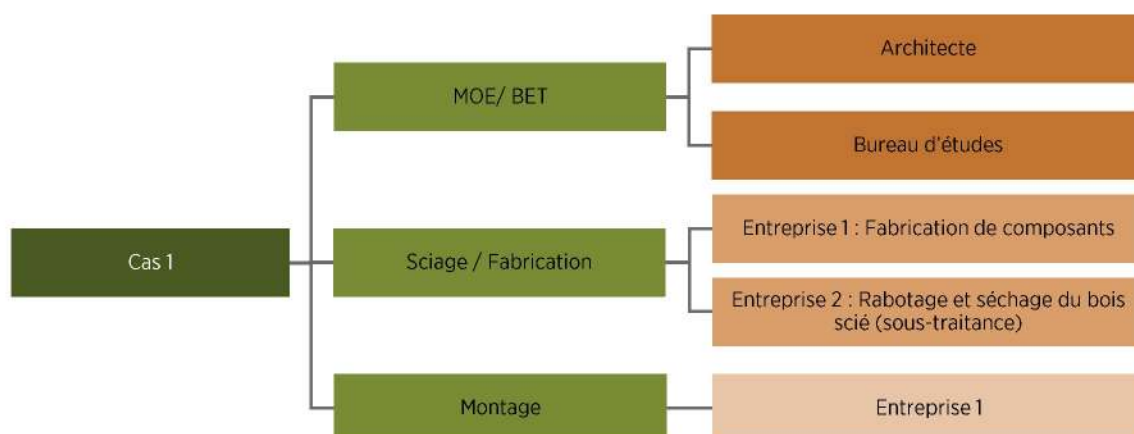 Cas 1
MOE/ BET
Architecte
Bureau d'études
Sciage / Fabrication
Entreprise 1 : Fabrication de composants
Entreprise 2 : Rabotage et séchage du bois
scié (sous-traitance)
Montage
Entreprise 1